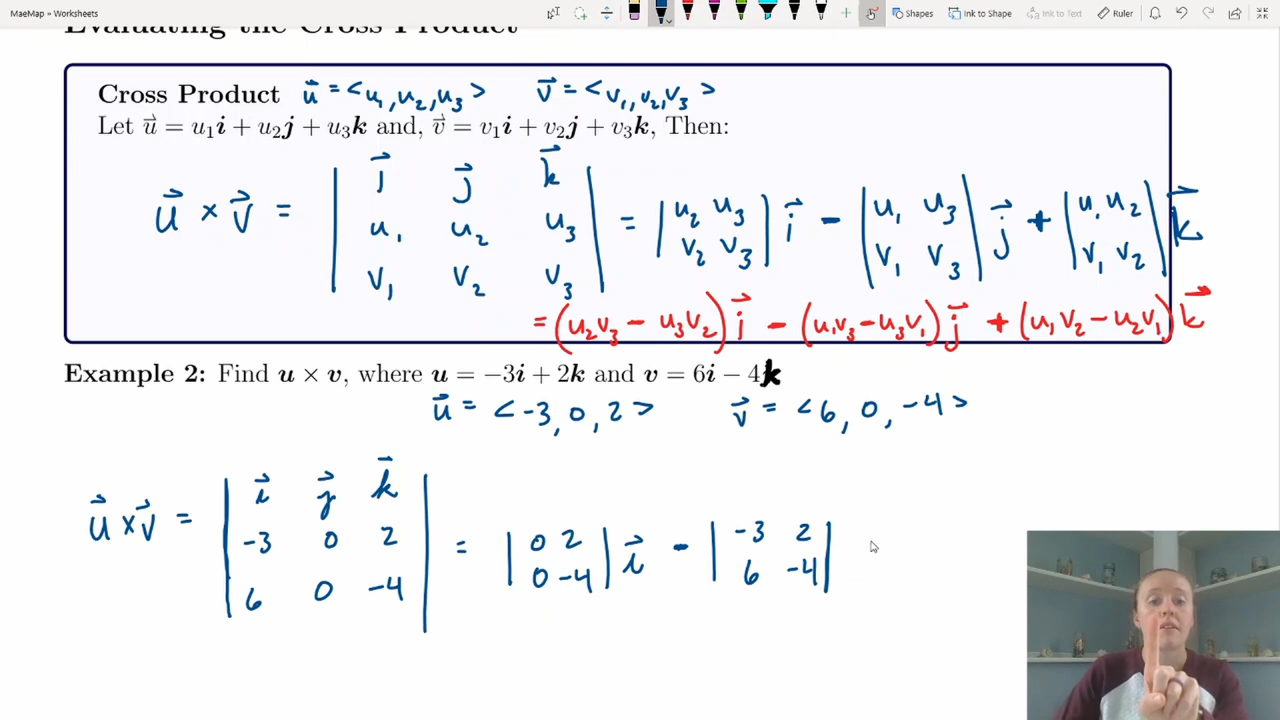 MaeMap » Worksheets
Shapes Ink to Shape Ink to Text Ruler
Evaluating the Cross Product
Cross Product u⃗ = <u₁, u₂, u₃> v⃗ = <v₁, v₂, v₃>
Let u⃗ = u₁i + u₂j + u₃k and, v⃗ = v₁i + v₂j + v₃k, Then:
u⃗ × v⃗ = | i⃗ j⃗ k⃗ ; u₁ u₂ u₃ ; v₁ v₂ v₃ | = | u₂ u₃ ; v₂ v₃ | i⃗ − | u₁ u₃ ; v₁ v₃ | j⃗ + | u₁ u₂ ; v₁ v₂ | k⃗
= (u₂v₃ − u₃v₂) i⃗ − (u₁v₃ − u₃v₁) j⃗ + (u₁v₂ − u₂v₁) k⃗
Example 2: Find u × v, where u = −3i + 2k and v = 6i − 4k
u⃗ = <-3, 0, 2> v⃗ = <6, 0, -4>
u⃗ × v⃗ = | i⃗ j⃗ k⃗ ; -3 0 2 ; 6 0 -4 | = | 0 2 ; 0 -4 | i⃗ − | -3 2 ; 6 -4 |